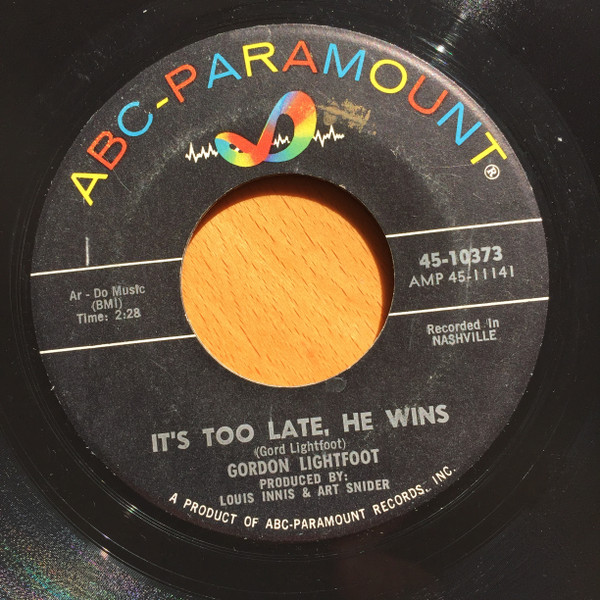 ABC-PARAMOUNT®
45-10373
AMP 45-11141
Ar - Do Music
(BMI)
Time: 2:28
Recorded In
NASHVILLE
IT'S TOO LATE, HE WINS
(Gord Lightfoot)
GORDON LIGHTFOOT
PRODUCED BY:
LOUIS INNIS & ART SNIDER
A PRODUCT OF ABC-PARAMOUNT RECORDS, INC.